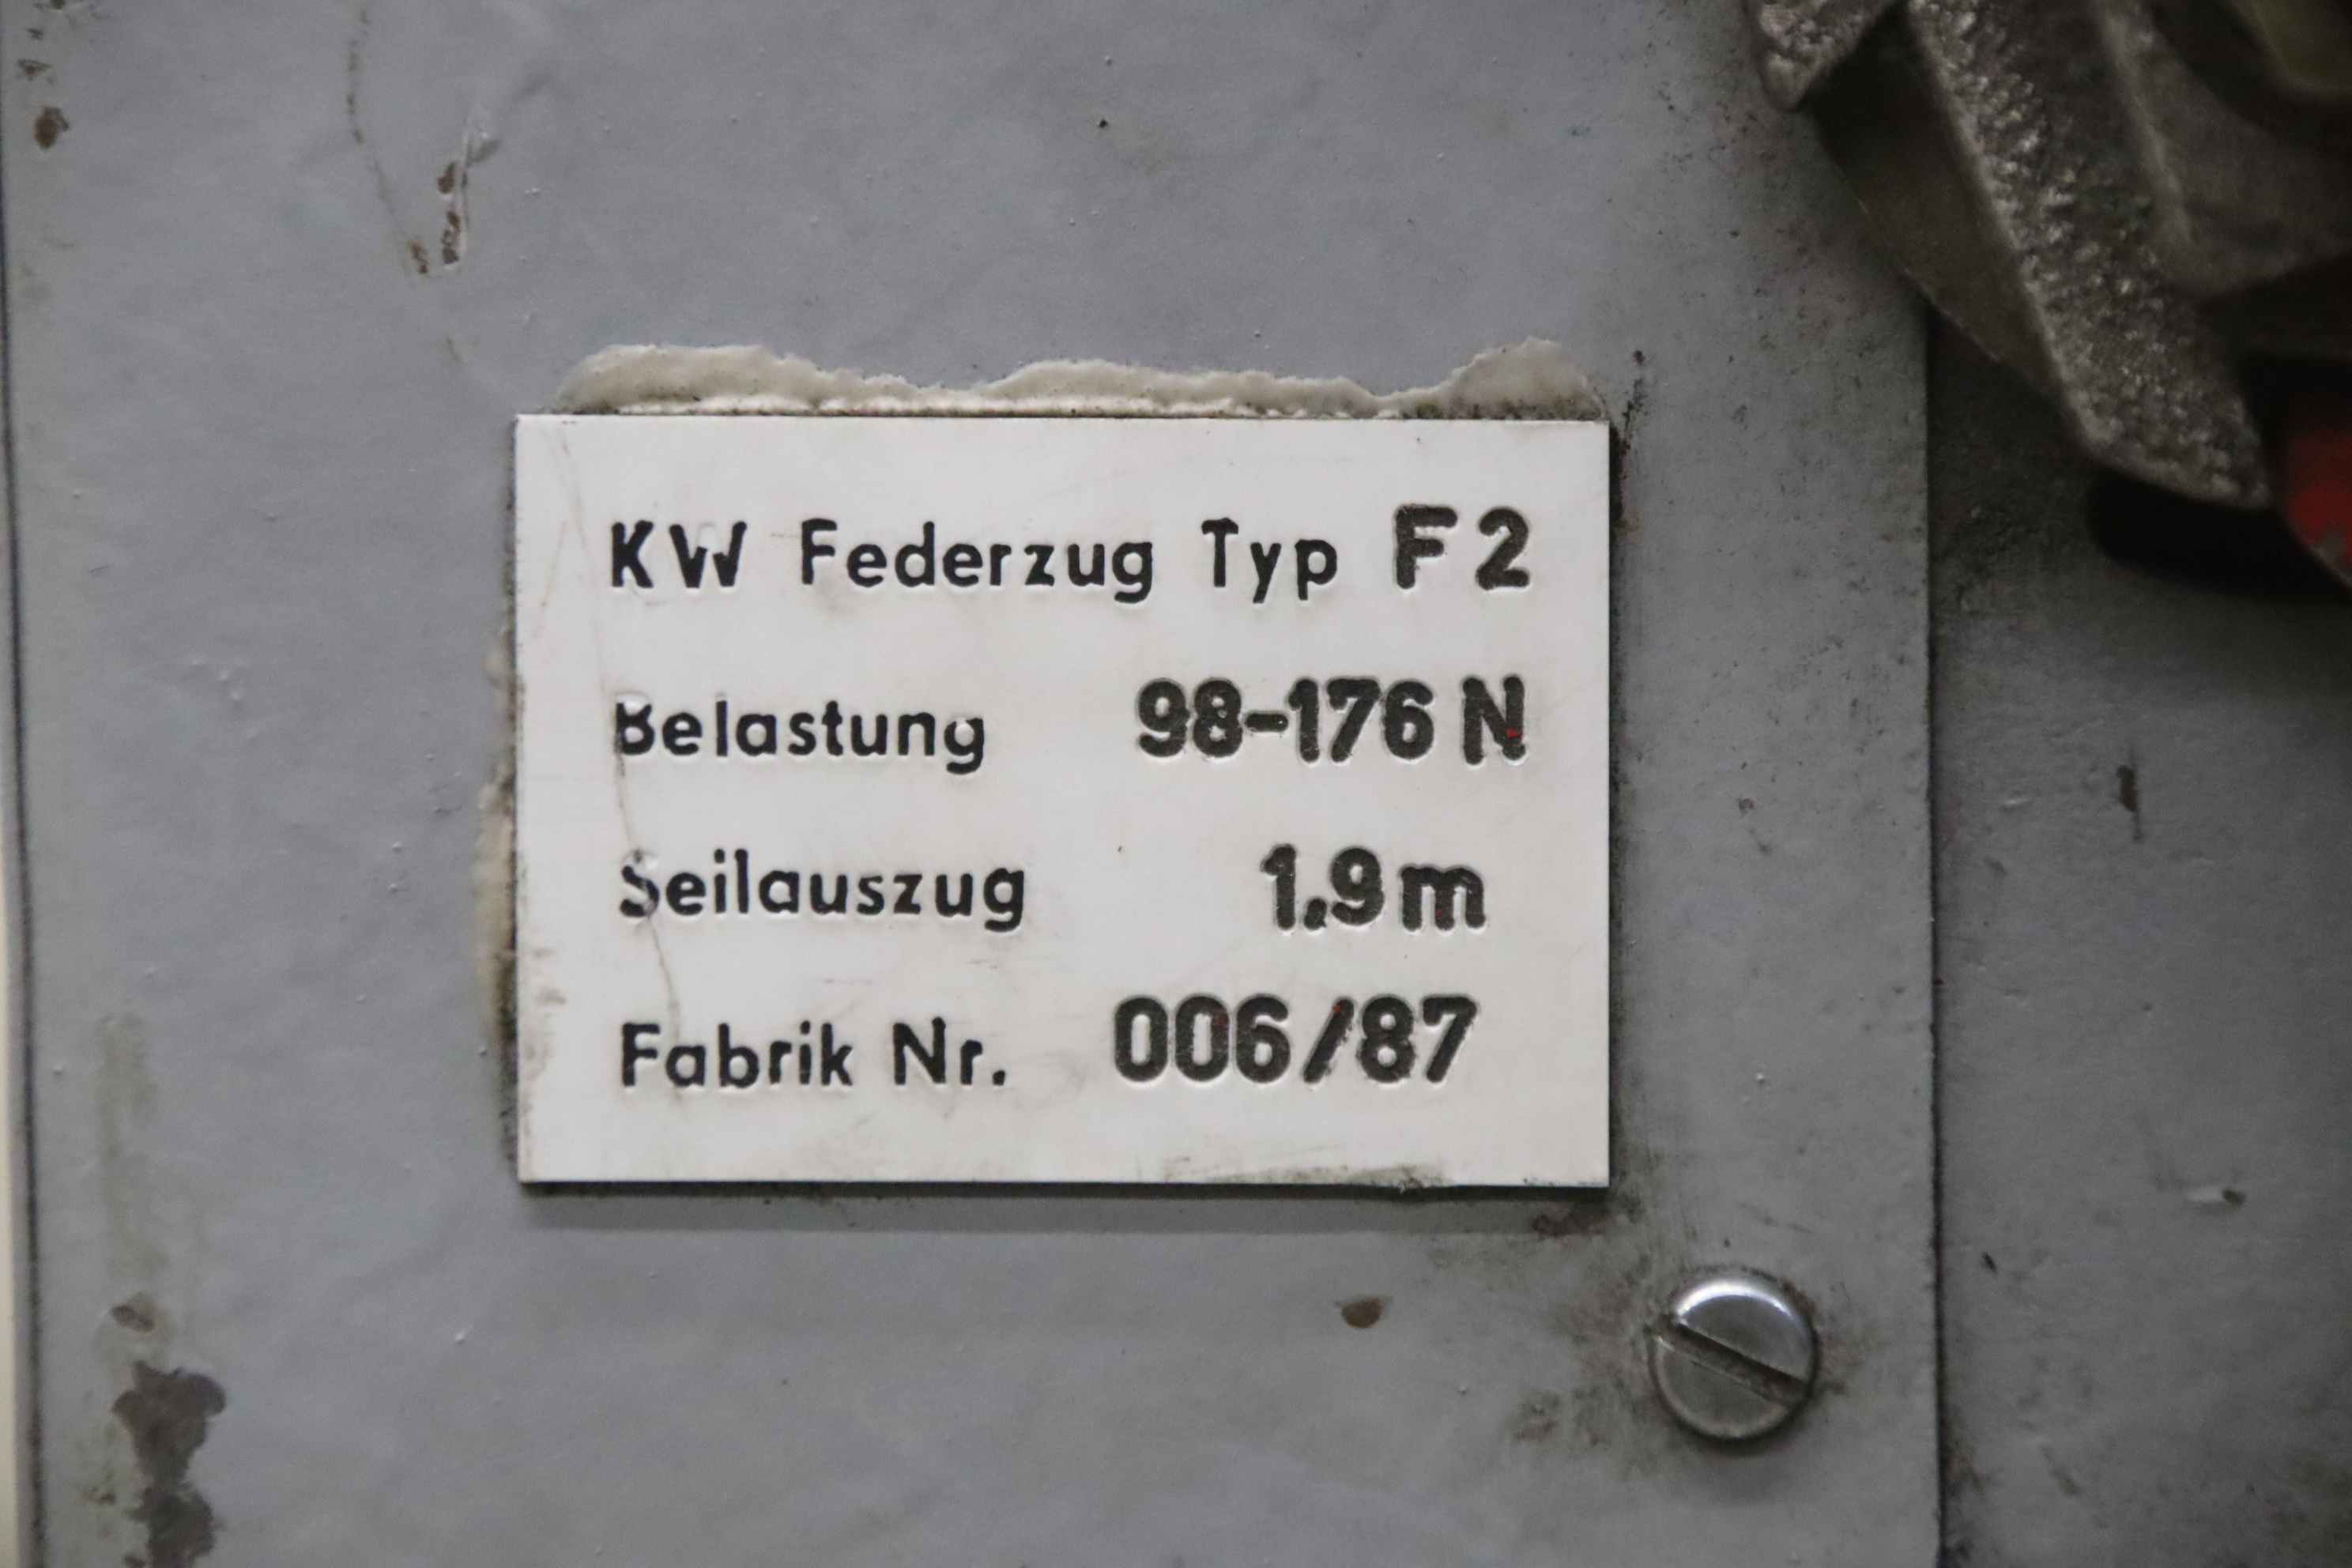 KW Federzug Typ F2
Belastung 98-176 N
Seilauszug 1.9 m
Fabrik Nr. 006/87